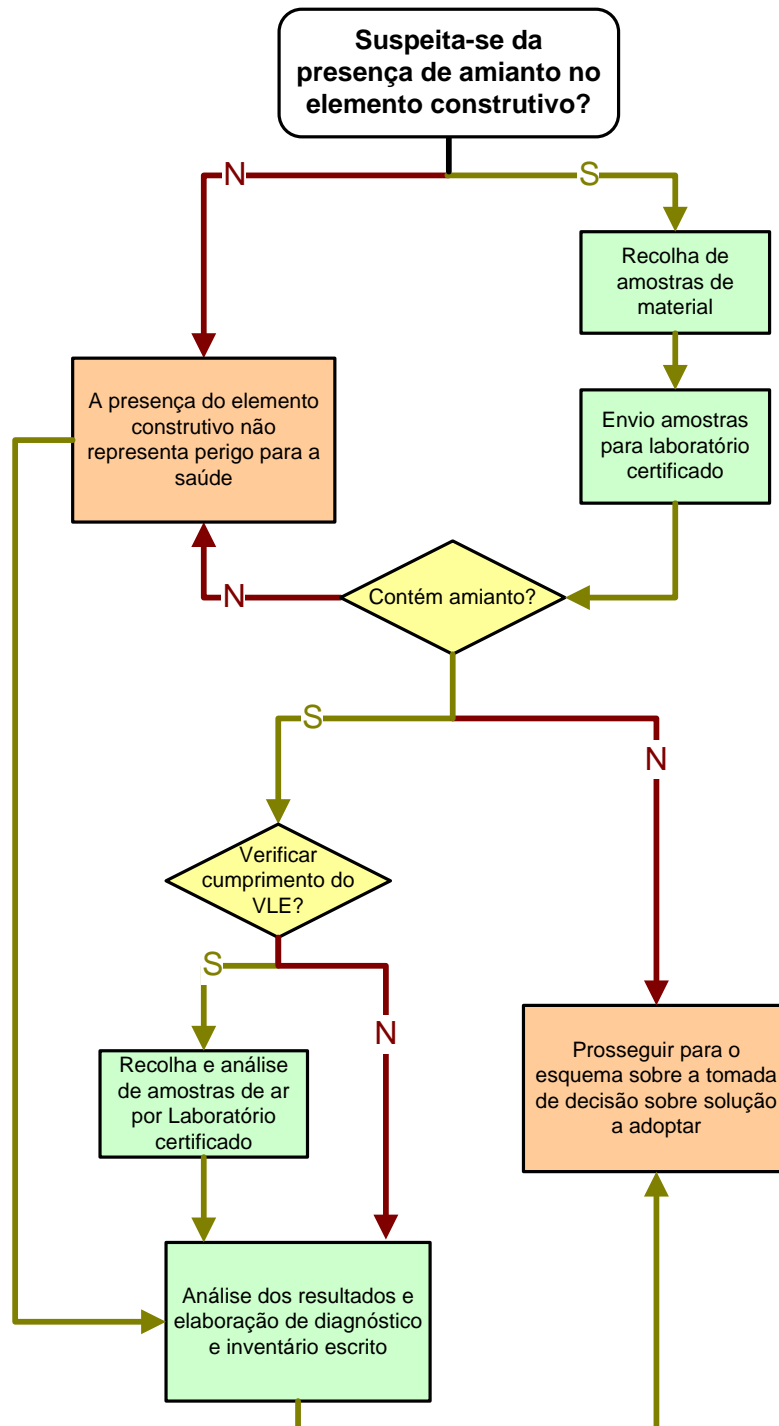 Suspeita-se da
presença de amianto no
elemento construtivo?
N
S
Recolha de
amostras de
material
A presença do elemento
construtivo não
representa perigo para a
saúde
Envio amostras
para laboratório
certificado
N
Contém amianto?
S
N
Verificar
cumprimento do
VLE?
S
N
Recolha e análise
de amostras de ar
por Laboratório
certificado
Prosseguir para o
esquema sobre a tomada
de decisão sobre solução
a adoptar
Análise dos resultados e
elaboração de diagnóstico
e inventário escrito